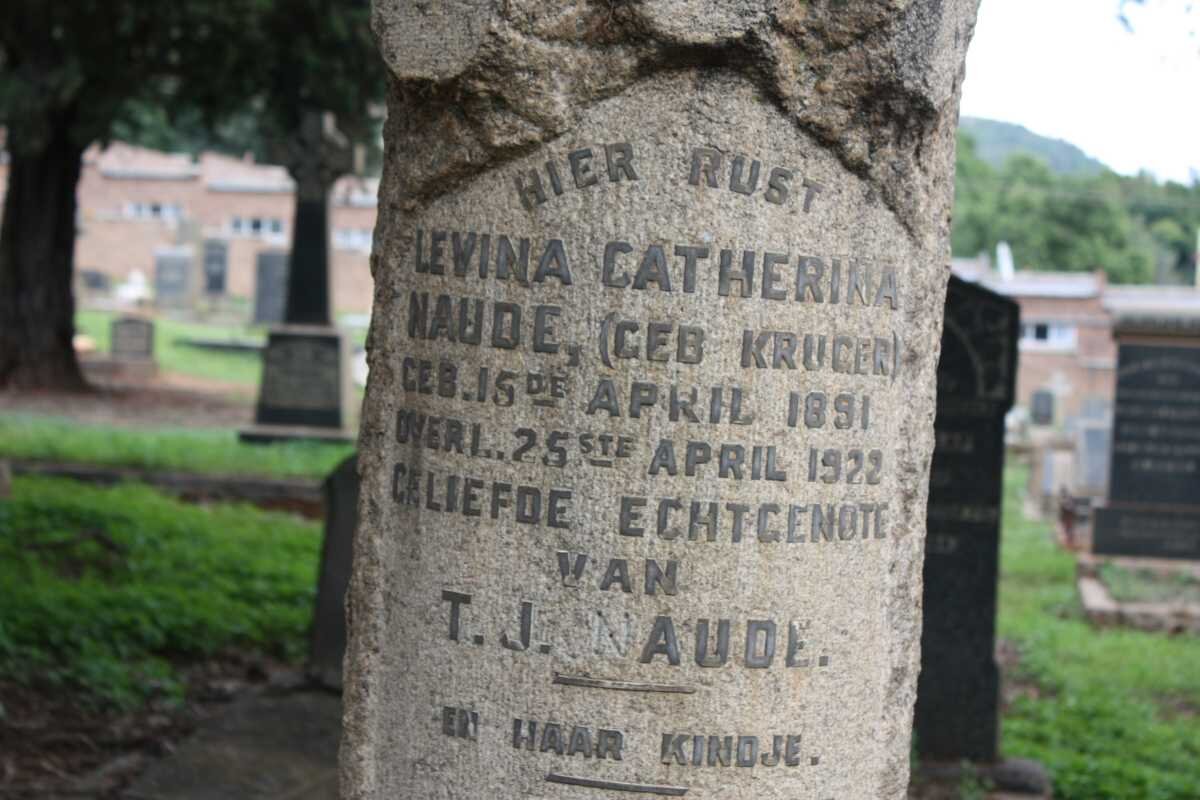 HIER RUST
LEVINA CATHERINA
NAUDE, (GEB KRUGER)
GEB. 15DE APRIL 1891
OVERL. 25STE APRIL 1922
GELIEFDE ECHTGENOTE
VAN
T. J. NAUDE.
EN HAAR KINDJE.